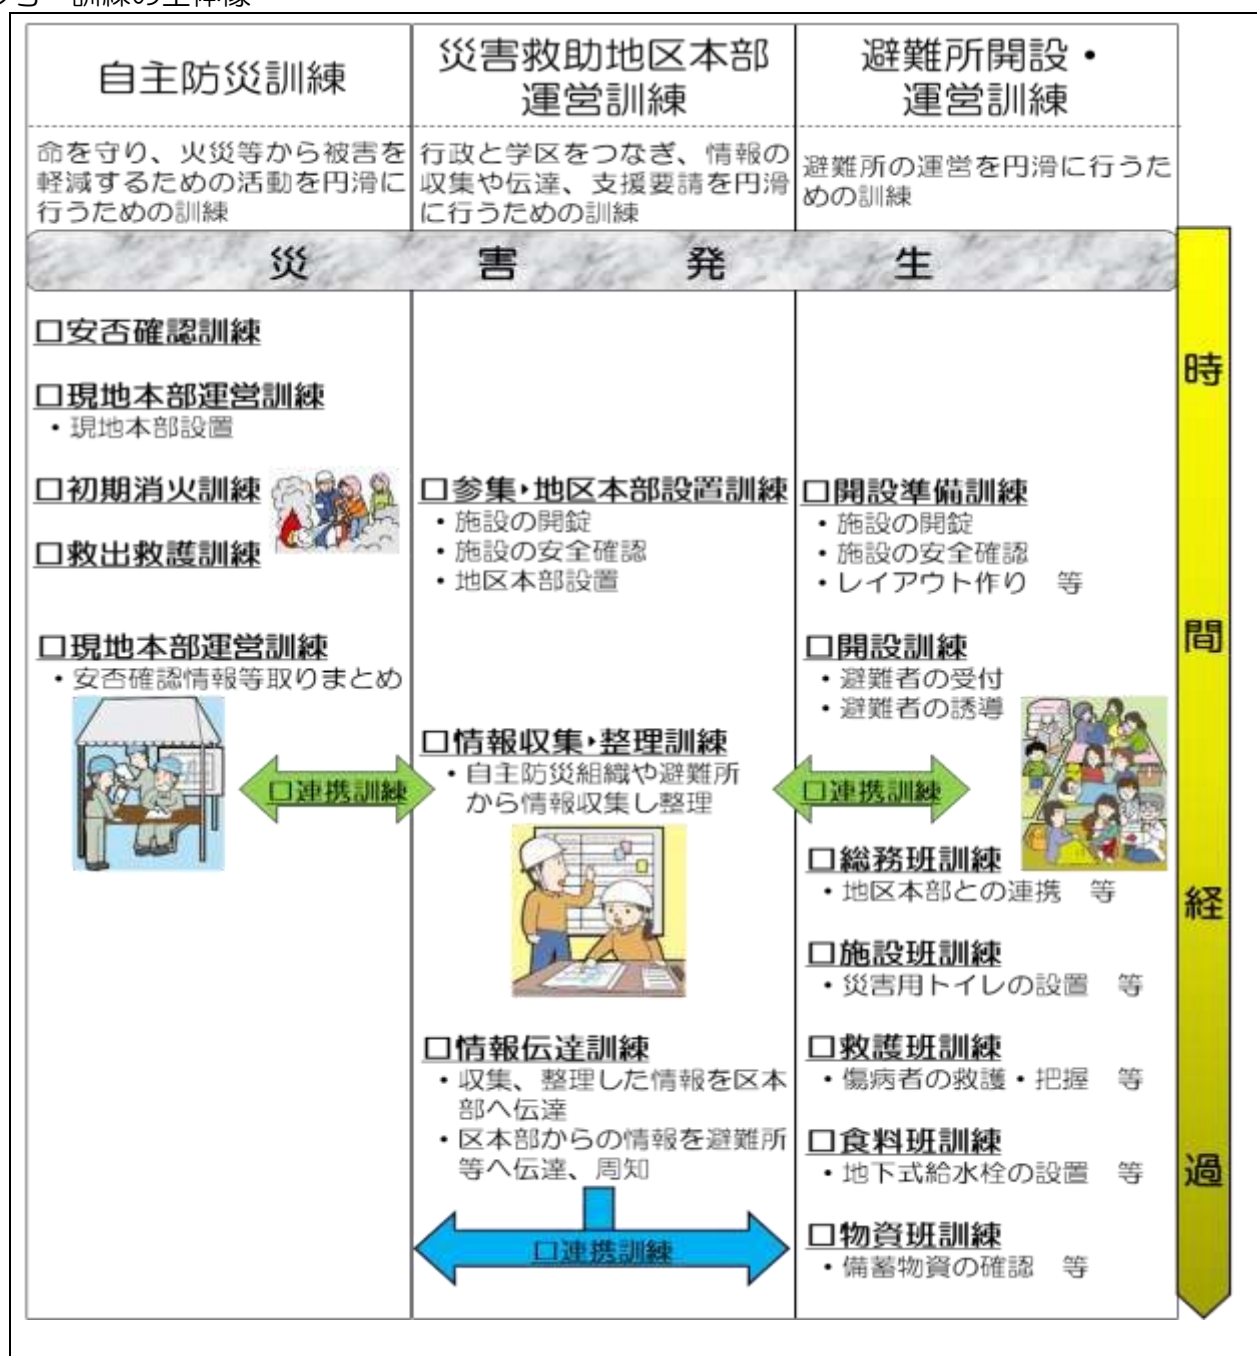 訓練の全体像
自主防災訓練
命を守り、火災等から被害を
軽減するための活動を円滑に
行うための訓練
災害救助地区本部
運営訓練
行政と学区をつなぎ、情報の
収集や伝達、支援要請を円滑
に行うための訓練
避難所開設・
運営訓練
避難所の運営を円滑に行うた
めの訓練
災害発生
□安否確認訓練
□現地本部運営訓練
・現地本部設置
□初期消火訓練
□救出救護訓練
□現地本部運営訓練
・安否確認情報等取りまとめ
□連携訓練
□参集・地区本部設置訓練
・施設の開錠
・施設の安全確認
・地区本部設置
□情報収集・整理訓練
・自主防災組織や避難所
から情報収集し整理
□情報伝達訓練
・収集、整理した情報を区本
部へ伝達
・区本部からの情報を避難所
等へ伝達、周知
□連携訓練
□連携訓練
□開設準備訓練
・施設の開錠
・施設の安全確認
・レイアウト作り　等
□開設訓練
・避難者の受付
・避難者の誘導
□総務班訓練
・地区本部との連携　等
□施設班訓練
・災害用トイレの設置　等
□救護班訓練
・傷病者の救護・把握　等
□食料班訓練
・地下式給水栓の設置　等
□物資班訓練
・備蓄物資の確認　等
時間経過